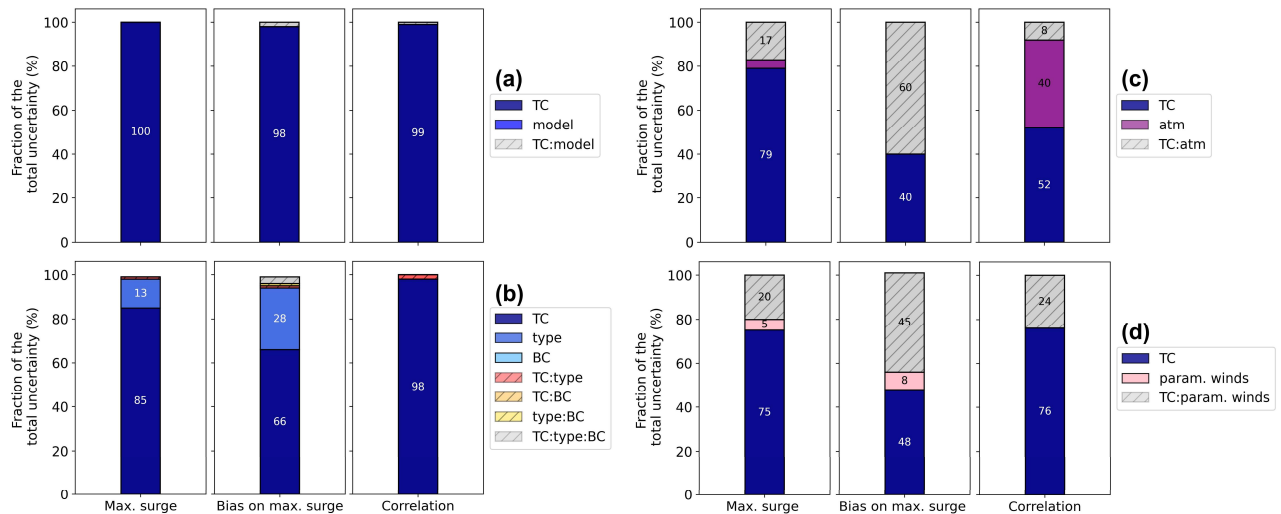 Fraction of the
total uncertainty (%)
100
80
60
40
20
0
100
98
99
(a)
TC
model
TC:model
Fraction of the
total uncertainty (%)
100
80
60
40
20
0
17
79
60
40
8
40
52
(c)
TC
atm
TC:atm
Fraction of the
total uncertainty (%)
100
80
60
40
20
0
13
85
28
66
98
Max. surge
Bias on max. surge
Correlation
(b)
TC
type
BC
TC:type
TC:BC
type:BC
TC:type:BC
Fraction of the
total uncertainty (%)
100
80
60
40
20
0
20
5
75
45
8
48
24
76
Max. surge
Bias on max. surge
Correlation
(d)
TC
param. winds
TC:param. winds